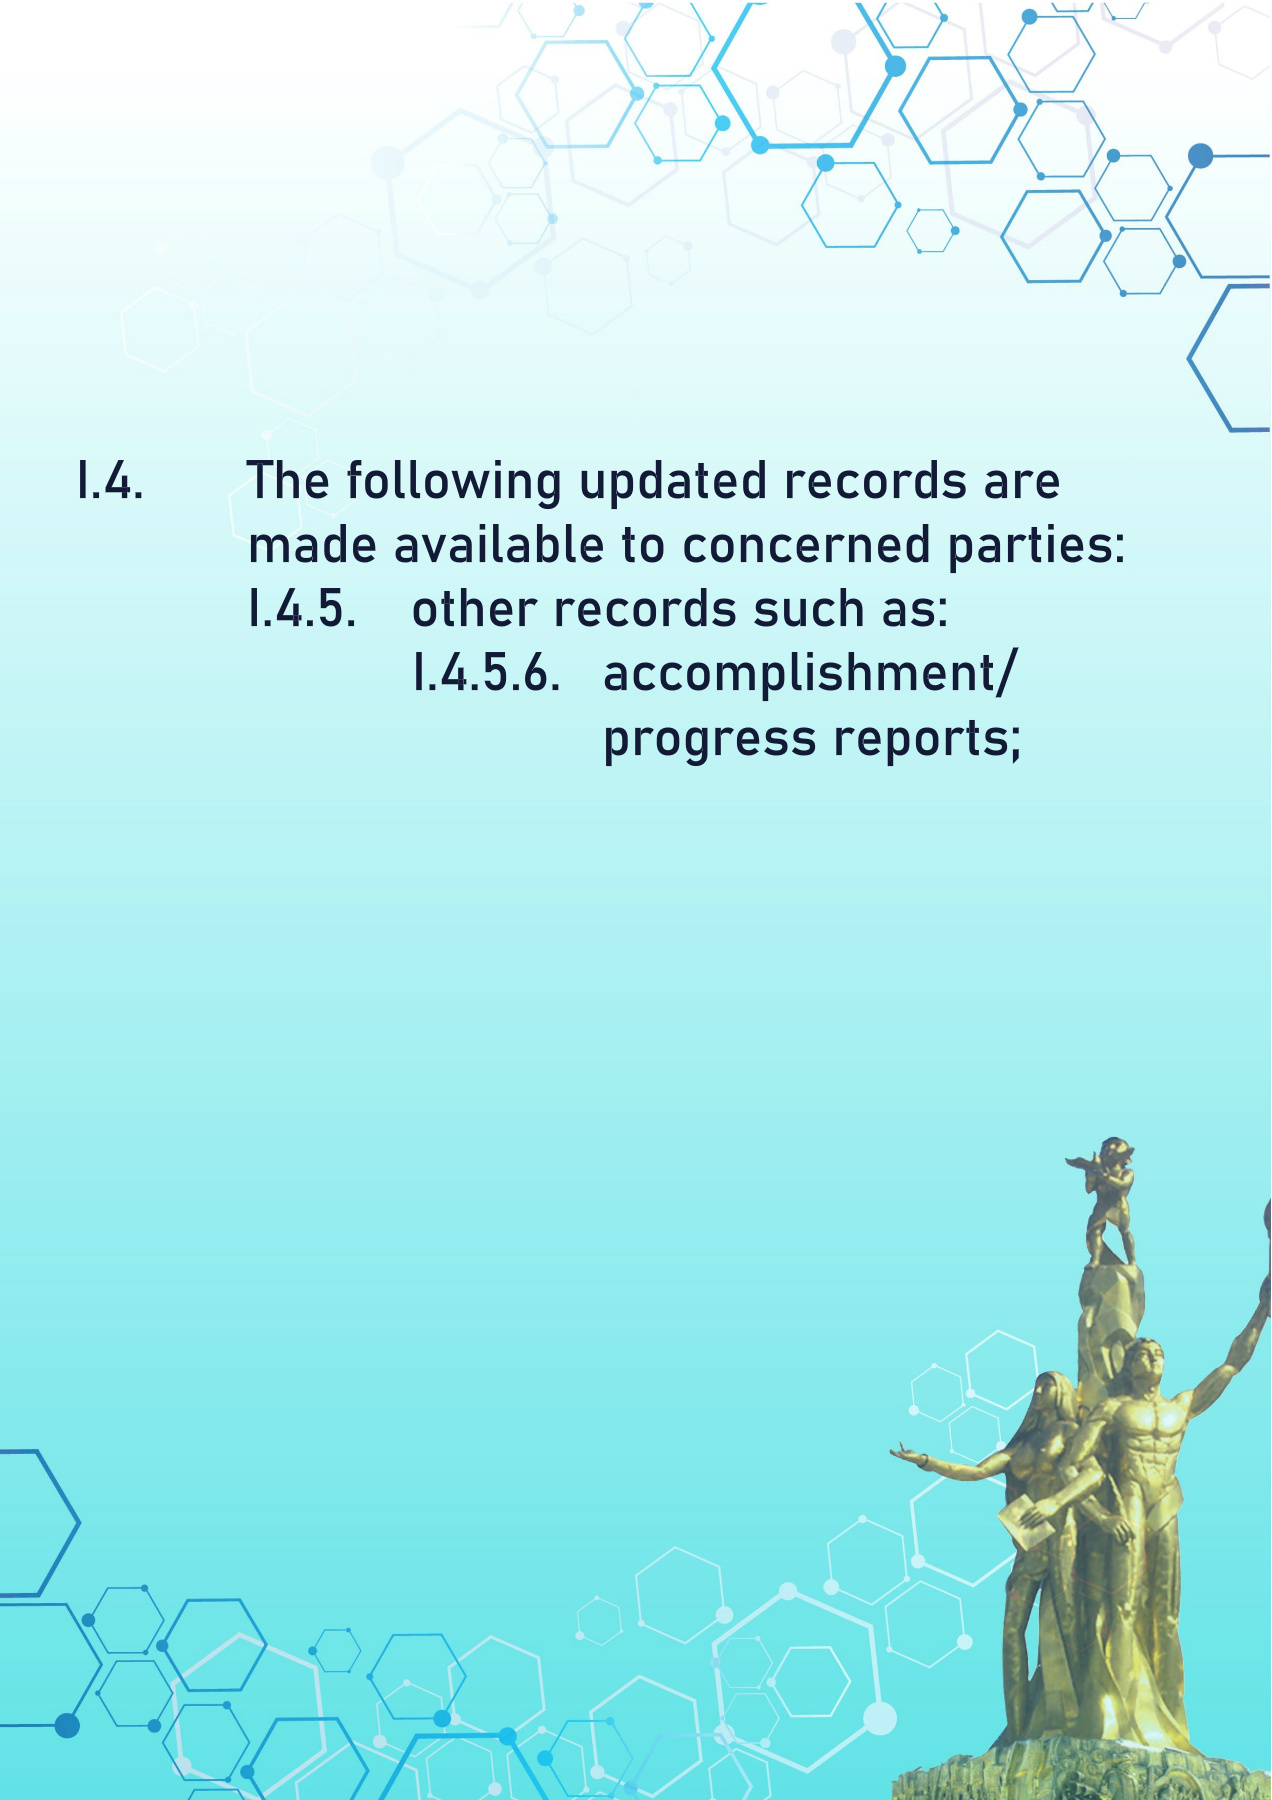 I.4. The following updated records are
made available to concerned parties:
I.4.5. other records such as:
I.4.5.6. accomplishment/
progress reports;